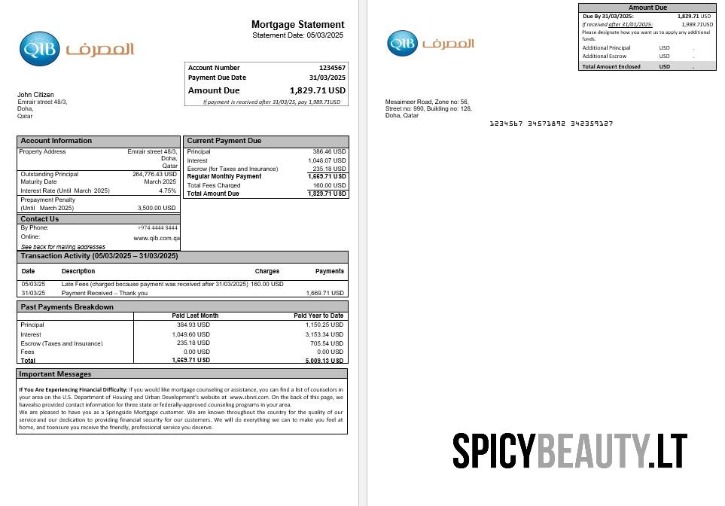 Mortgage Statement
Statement Date: 05/03/2025
QIB المصرف
Account Number 1234567
Payment Due Date 31/03/2025
Amount Due 1,829.71 USD
If payment is received after 31/03/25, pay 1,989.71USD
John Citizen
Emrair street 48/3,
Doha,
Qatar
Account Information
Property Address Emrair street 48/3,
Doha,
Qatar
Outstanding Principal 264,776.43 USD
Maturity Date March 2025
Interest Rate (Until March 2025) 4.75%
Prepayment Penalty
(Until March 2025) 3,500.00 USD
Contact Us
By Phone: +974 4444 8444
Online: www.qib.com.qa
See back for mailing addresses
Current Payment Due
Principal 386.46 USD
Interest 1,048.07 USD
Escrow (for Taxes and Insurance) 235.18 USD
Regular Monthly Payment 1,669.71 USD
Total Fees Charged 160.00 USD
Total Amount Due 1,829.71 USD
Transaction Activity (05/03/2025 – 31/03/2025)
Date Description Charges Payments
05/03/25 Late Fees (charged because payment was received after 31/03/2025) 160.00 USD
31/03/25 Payment Received – Thank you 1,669.71 USD
Past Payments Breakdown
Paid Last Month Paid Year to Date
Principal 384.93 USD 1,150.25 USD
Interest 1,049.60 USD 3,153.34 USD
Escrow (Taxes and Insurance) 235.18 USD 705.54 USD
Fees 0.00 USD 0.00 USD
Total 1,669.71 USD 5,009.13 USD
Important Messages
If You Are Experiencing Financial Difficulty: if you would like mortgage counseling or assistance, you can find a list of counselors in
your area on the U.S. Department of Housing and Urban Development's website at www.sbnri.com. On the back of this page, we
havealso provided contact information for three state or federally-approved counseling programs in your area.
We are pleased to have you as a Springside Mortgage customer. We are known throughout the country for the quality of our
service and our dedication to providing financial security for our customers. We will do everything we can to make you feel at
home, and toensure you receive the friendly, professional service you deserve.
QIB المصرف
Amount Due
Due By 31/03/2025: 1,829.71 USD
If received after 31/03/2025: 1,989.71USD
Please designate how you want us to apply any additional
funds.
Additional Principal USD .
Additional Escrow USD .
Total Amount Enclosed USD .
Mesaimeer Road, Zone no: 56,
Street no: 990, Building no: 128,
Doha, Qatar
1234567 34571892 342359127
SPICYBEAUTY.LT